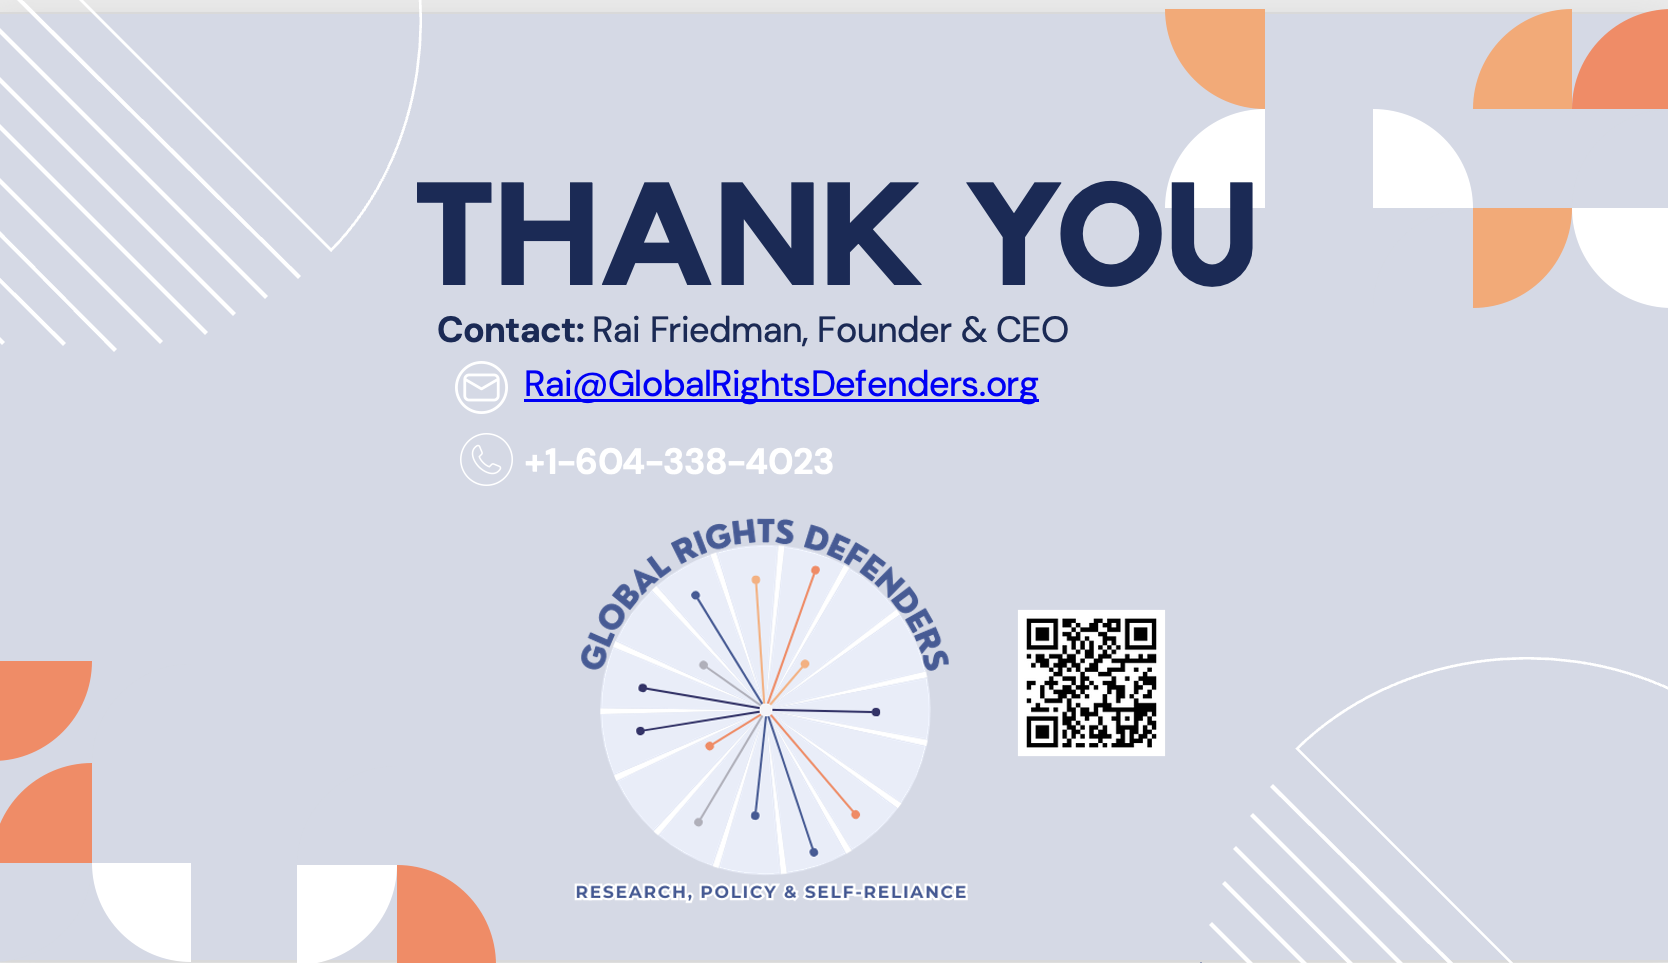 THANK YOU
Contact: Rai Friedman, Founder & CEO
Rai@GlobalRightsDefenders.org
+1-604-338-4023
GLOBAL RIGHTS DEFENDERS
RESEARCH, POLICY & SELF-RELIANCE